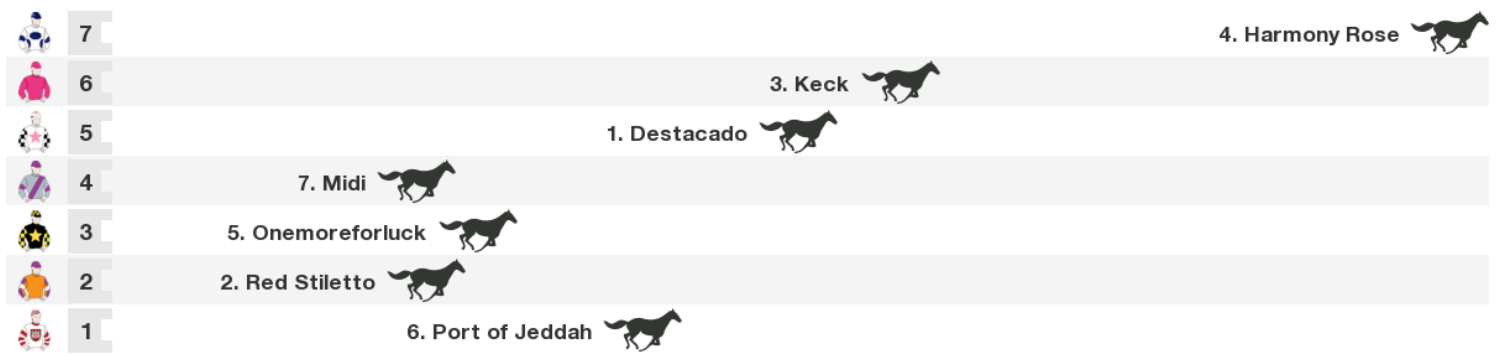 7 4. Harmony Rose
6 3. Keck
5 1. Destacado
4 7. Midi
3 5. Onemoreforluck
2 2. Red Stiletto
1 6. Port of Jeddah